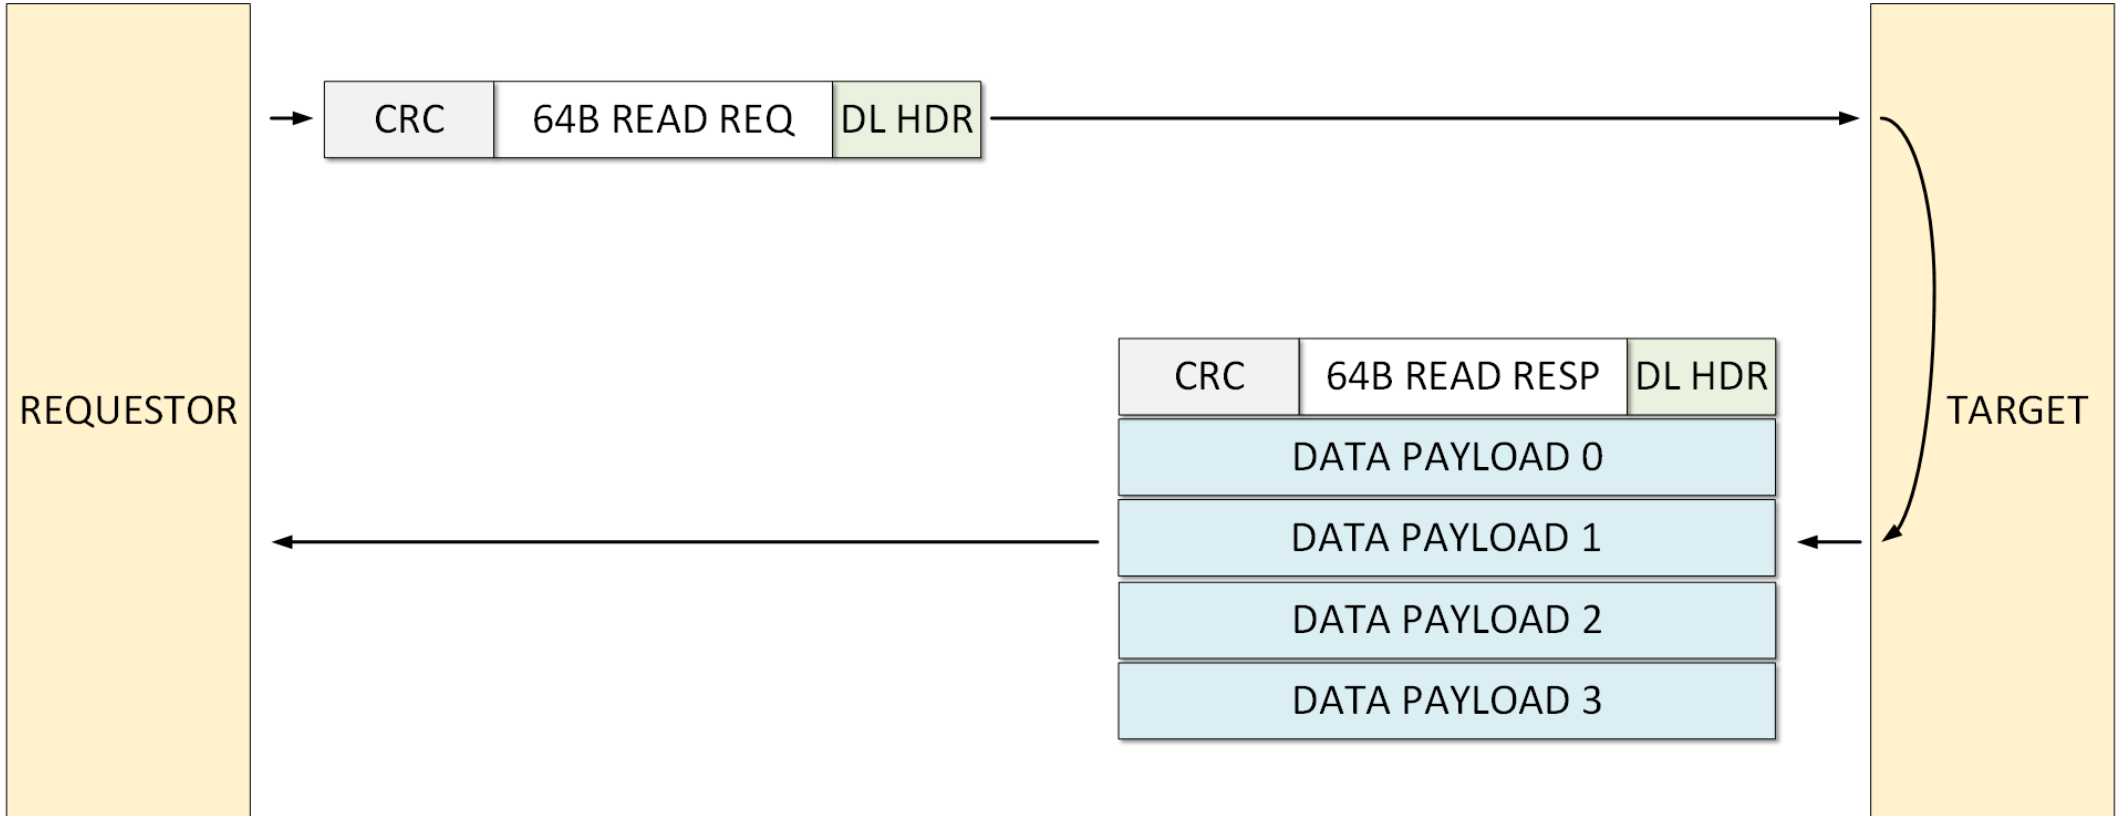 CRC 64B READ REQ DL HDR
CRC 64B READ RESP DL HDR
REQUESTOR
TARGET
DATA PAYLOAD 0
DATA PAYLOAD 1
DATA PAYLOAD 2
DATA PAYLOAD 3